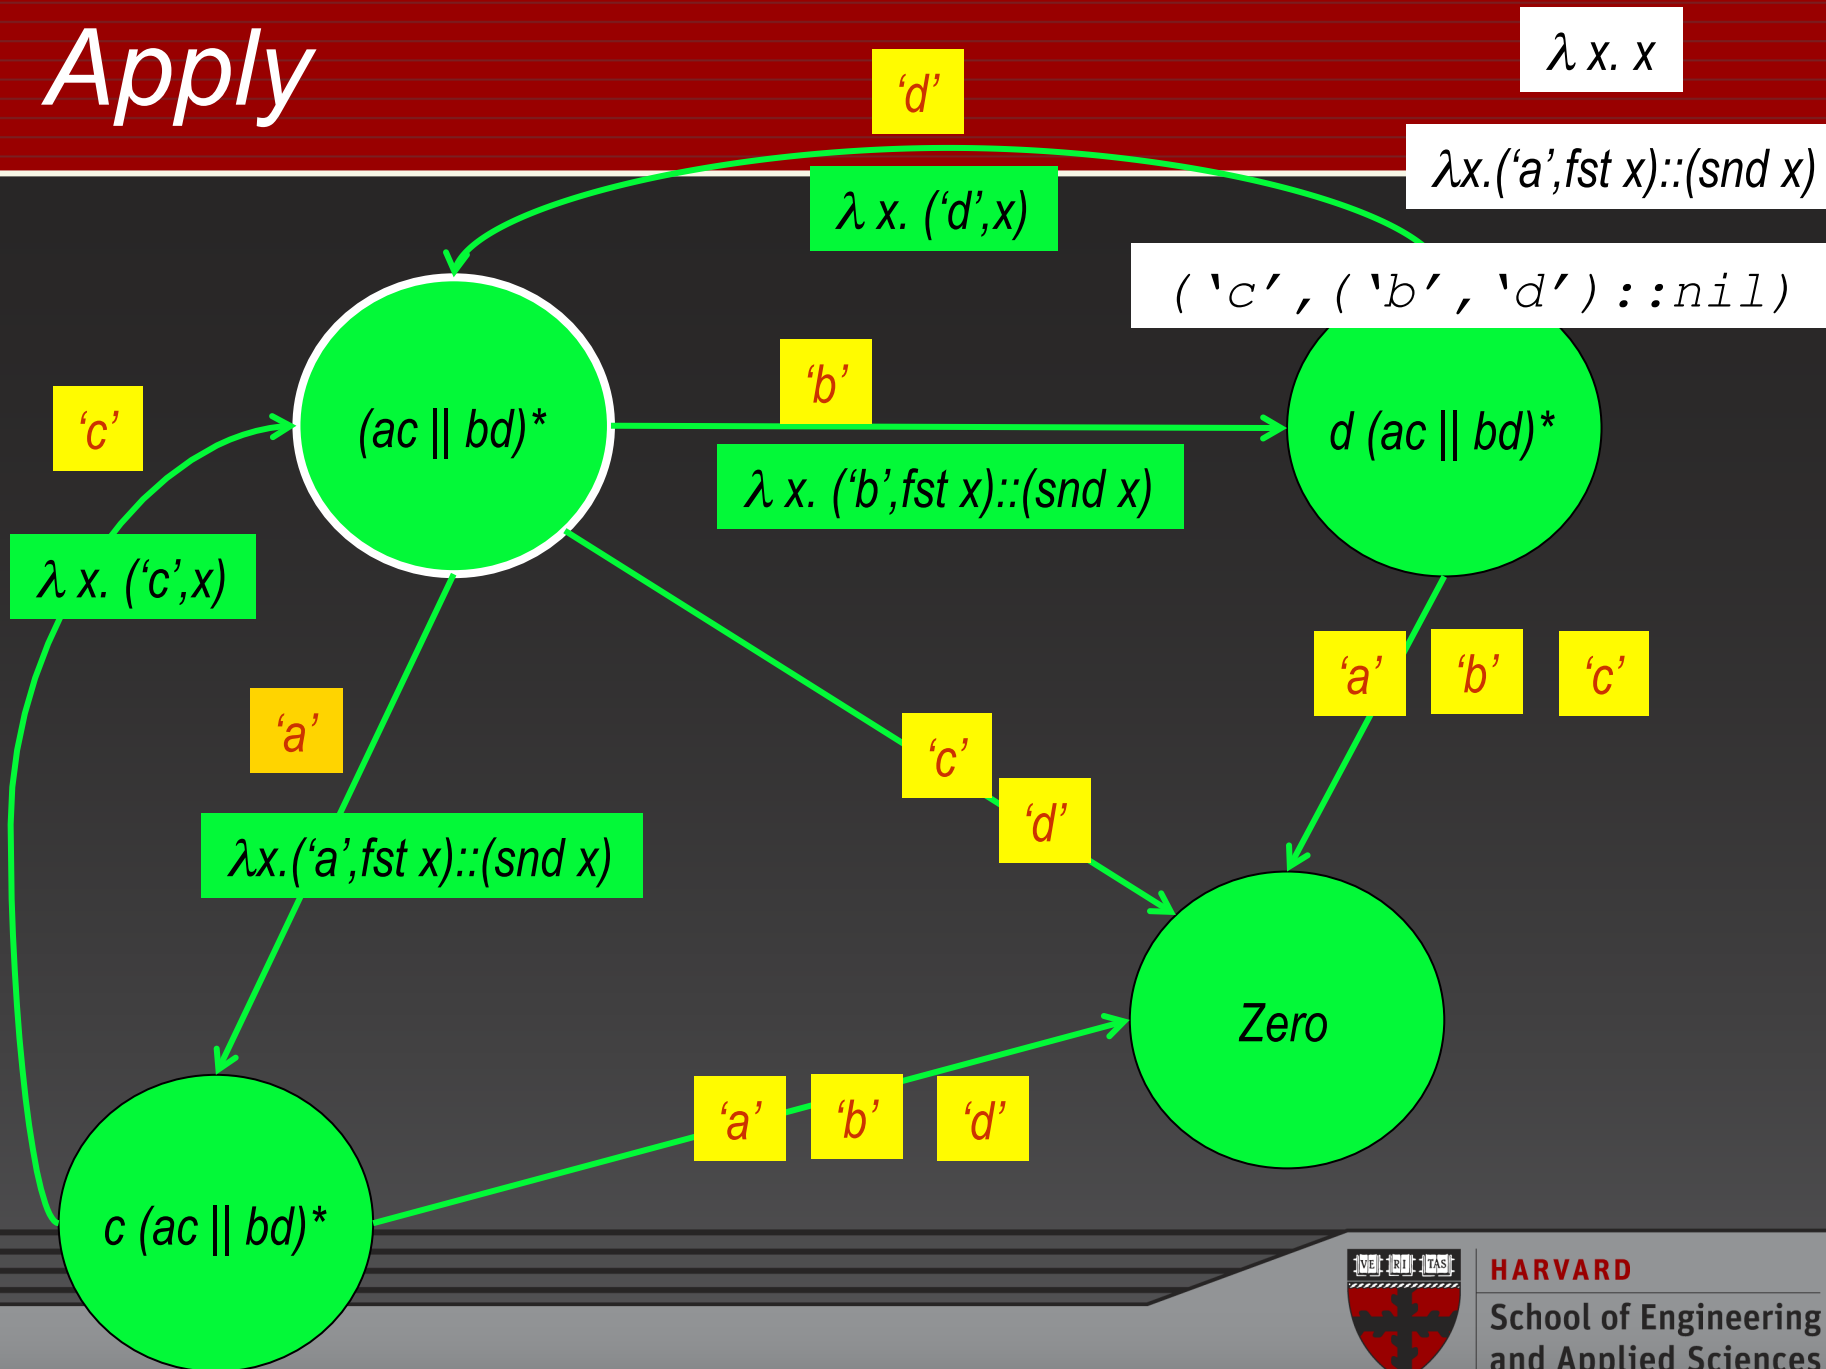 Apply
λ x. x
‘d’
λx.(‘a’,fst x)::(snd x)
λ x. (‘d’,x)
(‘c’,(‘b’,‘d’)::nil)
‘b’
‘c’
(ac || bd)*
d (ac || bd)*
λ x. (‘b’,fst x)::(snd x)
λ x. (‘c’,x)
‘a’ ‘b’ ‘c’
‘a’
‘c’
‘d’
λx.(‘a’,fst x)::(snd x)
Zero
‘a’ ‘b’ ‘d’
c (ac || bd)*
VE RI TAS
HARVARD
School of Engineering
and Applied Sciences